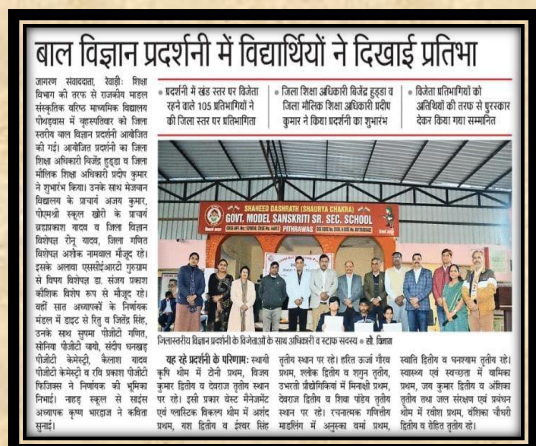 बाल विज्ञान प्रदर्शनी में विद्यार्थियों ने दिखाई प्रतिभा
जागरण संवाददाता, रेवाड़ीः शिक्षा
विभाग की तरफ से राजकीय माडल
संस्कृतिक वरिष्ठ माध्यमिक विद्यालय
पीथड़ावास में बृहस्पतिवार को जिला
स्तरीय बाल विज्ञान प्रदर्शनी आयोजित
की गई। आयोजित प्रदर्शनी का जिला
शिक्षा अधिकारी बिजेंद्र हुड्डा व जिला
मौलिक शिक्षा अधिकारी प्रदीप कुमार
ने शुभारंभ किया। उनके साथ मेजबान
विद्यालय के प्राचार्य अजय कुमार,
पीएमश्री स्कूल खोरी के प्राचार्य
ब्रह्मप्रकाश यादव व जिला विज्ञान
विशेषज्ञ रोनू यादव, जिला गणित
विशेषज्ञ अशोक नामवाल मौजूद रहे।
इसके अलावा एससीईआरटी गुरुग्राम
से विषय विशेषज्ञ डा. संजय प्रकाश
कौशिक विशेष रूप से मौजूद रहे।
वहीं सात अध्यापकों के निर्णायक
मंडल में डाइट से रितु व जितेंद्र सिंह,
उनके साथ सुषमा पीजीटी गणित,
सोनिया पीजीटी बायो, संदीप घनखड़
पीजीटी केमेस्ट्री, कैलाश यादव
पीजीटी केमेस्ट्री व रवि प्रकाश पीजीटी
फिजिक्स ने निर्णायक की भूमिका
निभाई। नाहड़ स्कूल से साइंस
अध्यापक कृष्ण भारद्वाज ने कविता
सुनाई।
• प्रदर्शनी में खंड स्तर पर विजेता
रहने वाले 105 प्रतिभागियों ने
की जिला स्तर पर प्रतिभागिता
• जिला शिक्षा अधिकारी बिजेंद्र हुड्डा व
जिला मौलिक शिक्षा अधिकारी प्रदीप
कुमार ने किया प्रदर्शनी का शुभारंभ
• विजेता प्रतिभागियों को
अतिथियों की तरफ से पुरस्कार
देकर किया गया सम्मानित
SHAHEED DASHRATH (SHAURYA CHAKRA)
GOVT. MODEL SANSKRITI SR. SEC. SCHOOL
PITHRAWAS
जिलास्तरीय विज्ञान प्रदर्शनी के विजेताओं के साथ अधिकारी व स्टाफ सदस्य ● सौ. विभाग
यह रहे प्रदर्शनी के परिणामः स्थायी
कृषि थीम में टोनी प्रथम, विजय
कुमार द्वितीय व देवराज तृतीय स्थान
पर रहे। इसी प्रकार वेस्ट मैनेजमेंट
एवं प्लास्टिक विकल्प थीम में अशंद
प्रथम, यश द्वितीय व ईश्वर सिंह
तृतीय स्थान पर रहे। हरित ऊर्जा गौरव
प्रथम, श्लोक द्वितीय व शगुन तृतीय,
उभरती प्रौद्योगिकियां में मिनाक्षी प्रथम,
देवराज द्वितीय व शिवा पांडेय तृतीय
स्थान पर रहे। रचनात्मक गणितीय
माडलिंग में अनुस्का वर्मा प्रथम,
स्वाति द्वितीय व घनश्याम तृतीय रहे।
स्वास्थ्य एवं स्वच्छता में वामिका
प्रथम, जय कुमार द्वितीय व अंशिका
तृतीय तथा जल संरक्षण एवं प्रबंधन
थीम में रवीश प्रथम, वंशिका चौधरी
द्वितीय व रोहित तृतीय रहे।